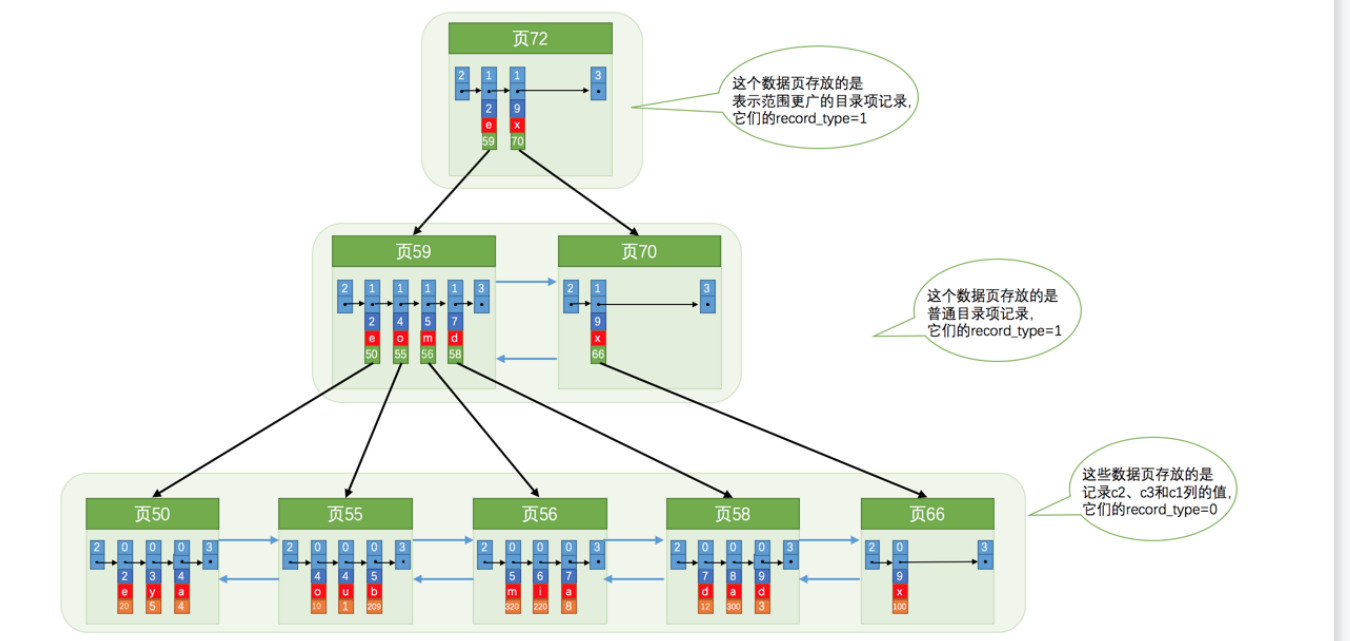 页72
2 1 1 3
2 9
e x
59 70
这个数据页存放的是
表示范围更广的目录项记录,
它们的record_type=1
页59 页70
2 1 1 1 1 3 2 1 3
2 4 5 7 9
e o m d x
50 55 56 58 66
这个数据页存放的是
普通目录项记录,
它们的record_type=1
页50 页55 页56 页58 页66
2 0 0 0 3 2 0 0 0 3 2 0 0 0 3 2 0 0 0 3 2 0 3
2 3 4 4 4 5 5 6 7 7 8 9 9
e y a o u b m i a d a d x
20 5 4 10 1 209 320 220 8 12 300 3 100
这些数据页存放的是
记录c2、c3和c1列的值,
它们的record_type=0